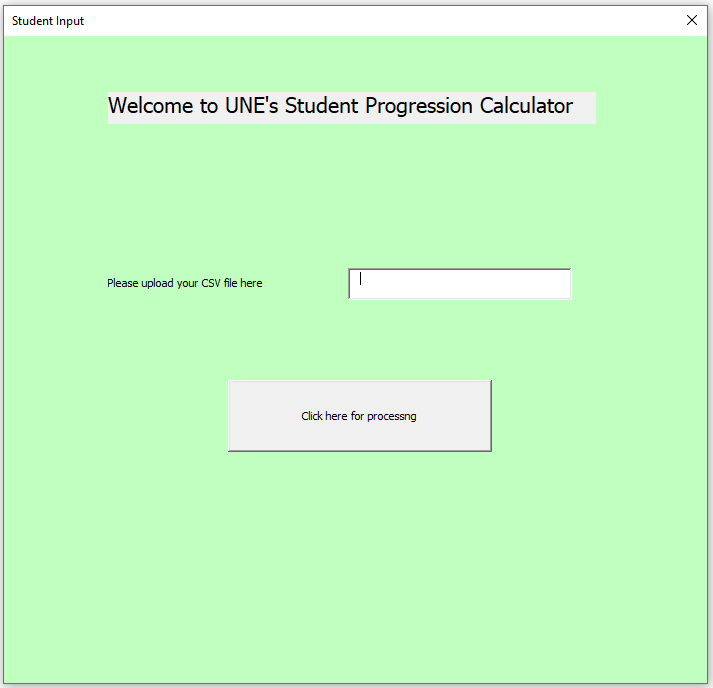 Student Input
Welcome to UNE's Student Progression Calculator
Please upload your CSV file here
Click here for processng